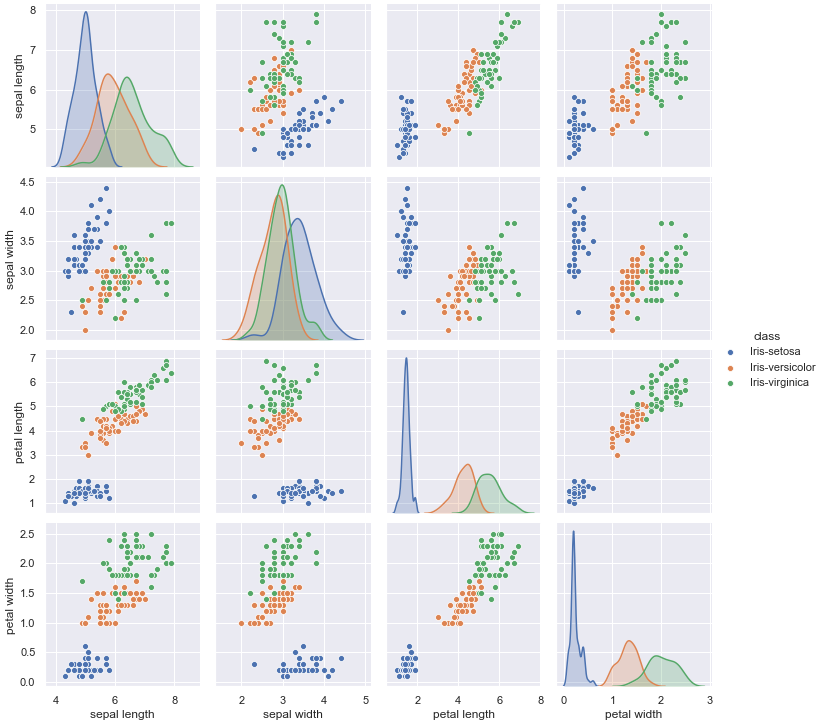 sepal length
8
7
6
5
sepal width
4.5
4.0
3.5
3.0
2.5
2.0
class
Iris-setosa
Iris-versicolor
Iris-virginica
petal length
7
6
5
4
3
2
1
petal width
2.5
2.0
1.5
1.0
0.5
0.0
4 6 8
2 3 4 5
2 4 6 8
0 1 2 3
sepal length sepal width petal length petal width